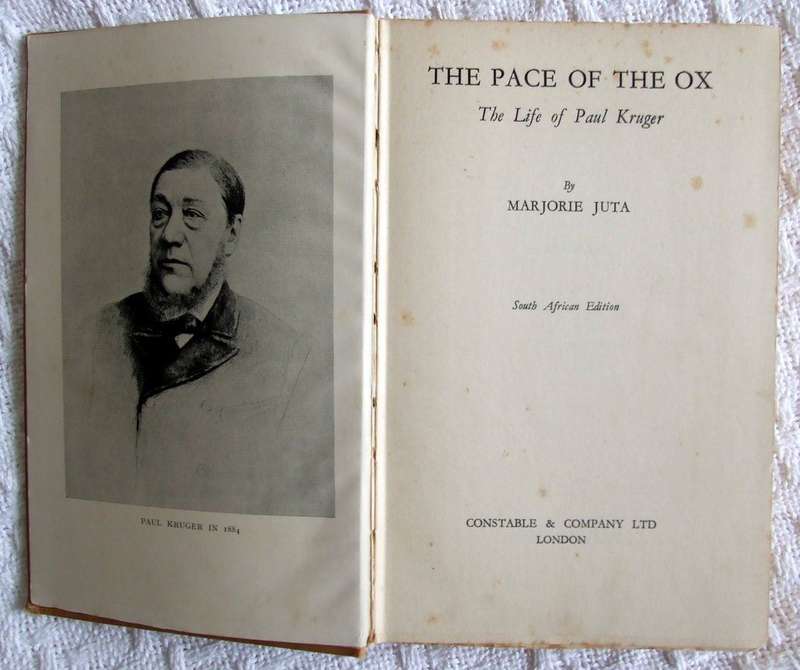 PAUL KRUGER IN 1884
THE PACE OF THE OX
The Life of Paul Kruger
By
MARJORIE JUTA
South African Edition
CONSTABLE & COMPANY LTD
LONDON